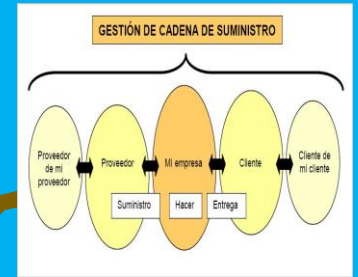 GESTIÓN DE CADENA DE SUMINISTRO
Proveedor
de mi
proveedor
Proveedor
Mi empresa
Cliente
Cliente de
mi cliente
Suministro
Hacer
Entrega